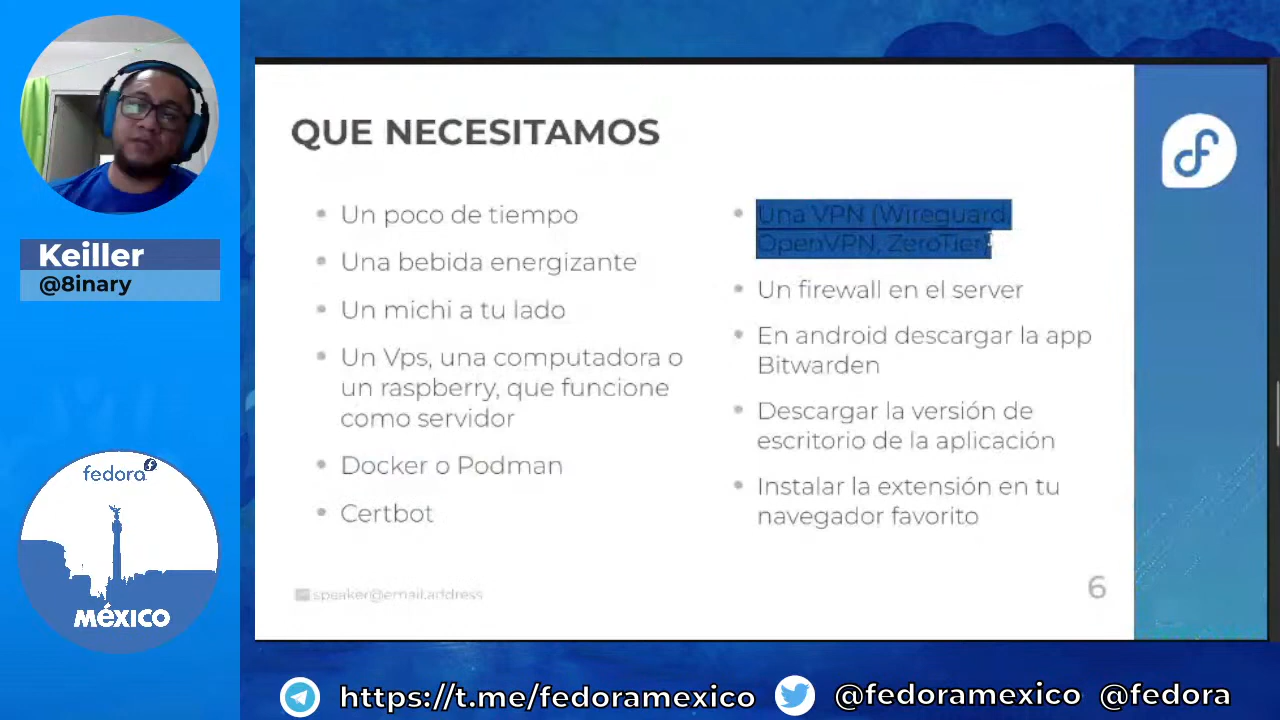 Keiller
@8inary
fedora
MéXICO
QUE NECESITAMOS
Un poco de tiempo
Una bebida energizante
Un michi a tu lado
Un Vps, una computadora o
un raspberry, que funcione
como servidor
Docker o Podman
Certbot
Una VPN (Wireguard,
OpenVPN, ZeroTier)
Un firewall en el server
En android descargar la app
Bitwarden
Descargar la versión de
escritorio de la aplicación
Instalar la extensión en tu
navegador favorito
speaker@email.address
6
https://t.me/fedoramexico
@fedoramexico @fedora